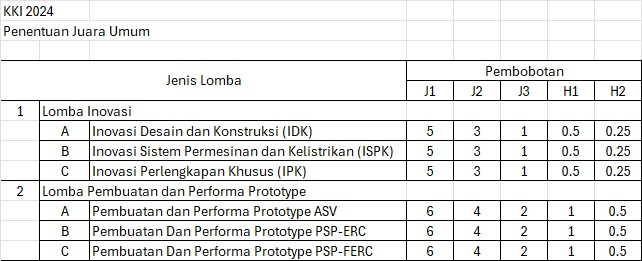 KKI 2024
Penentuan Juara Umum
Jenis Lomba Pembobotan
J1 J2 J3 H1 H2
1 Lomba Inovasi
A Inovasi Desain dan Konstruksi (IDK) 5 3 1 0.5 0.25
B Inovasi Sistem Permesinan dan Kelistrikan (ISPK) 5 3 1 0.5 0.25
C Inovasi Perlengkapan Khusus (IPK) 5 3 1 0.5 0.25
2 Lomba Pembuatan dan Performa Prototype
A Pembuatan Dan Performa Prototype ASV 6 4 2 1 0.5
B Pembuatan Dan Performa Prototype PSP-ERC 6 4 2 1 0.5
C Pembuatan Dan Performa Prototype PSP-FERC 6 4 2 1 0.5